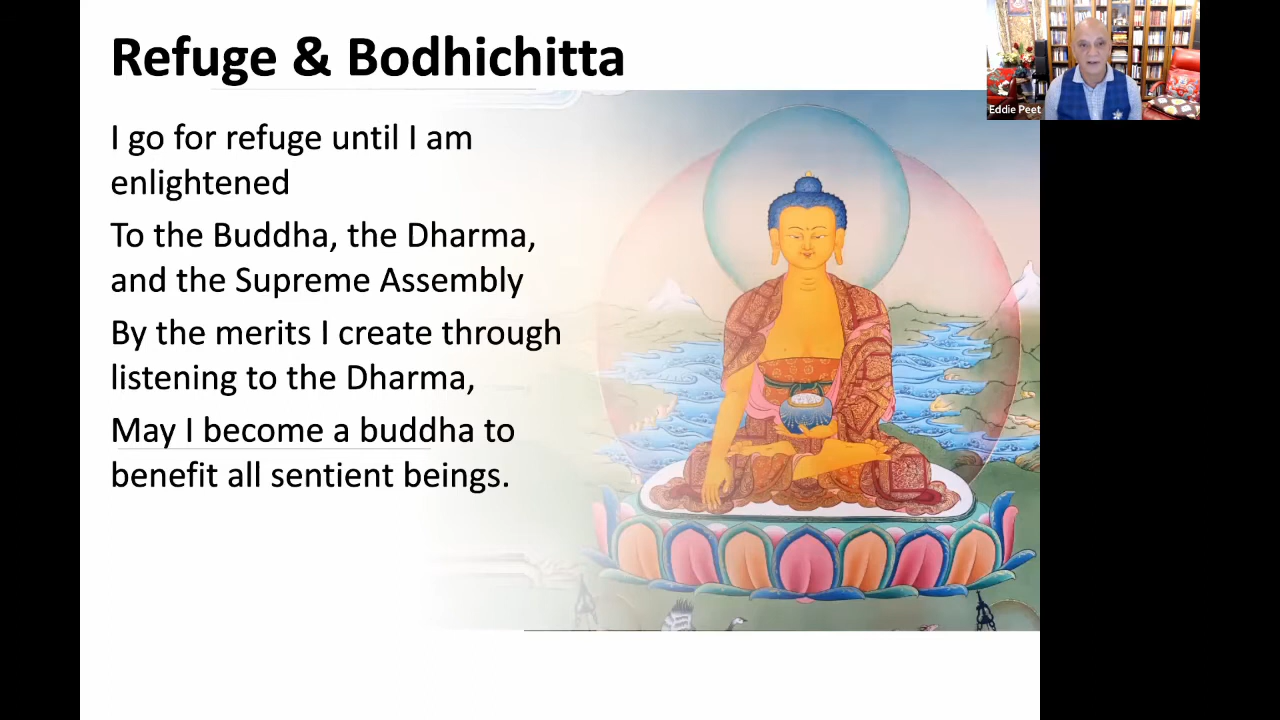 Refuge & Bodhichitta
Eddie Peet
I go for refuge until I am
enlightened
To the Buddha, the Dharma,
and the Supreme Assembly
By the merits I create through
listening to the Dharma,
May I become a buddha to
benefit all sentient beings.